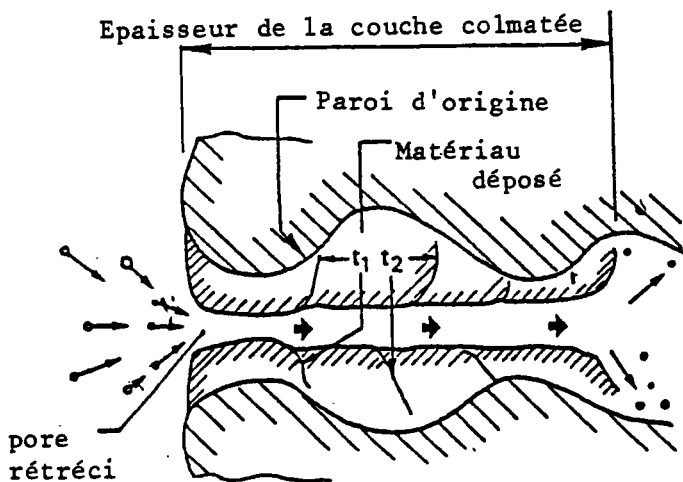 Epaisseur de la couche colmatée
Paroi d'origine
Matériau
déposé
t₁ t₂
t
pore
rétréci